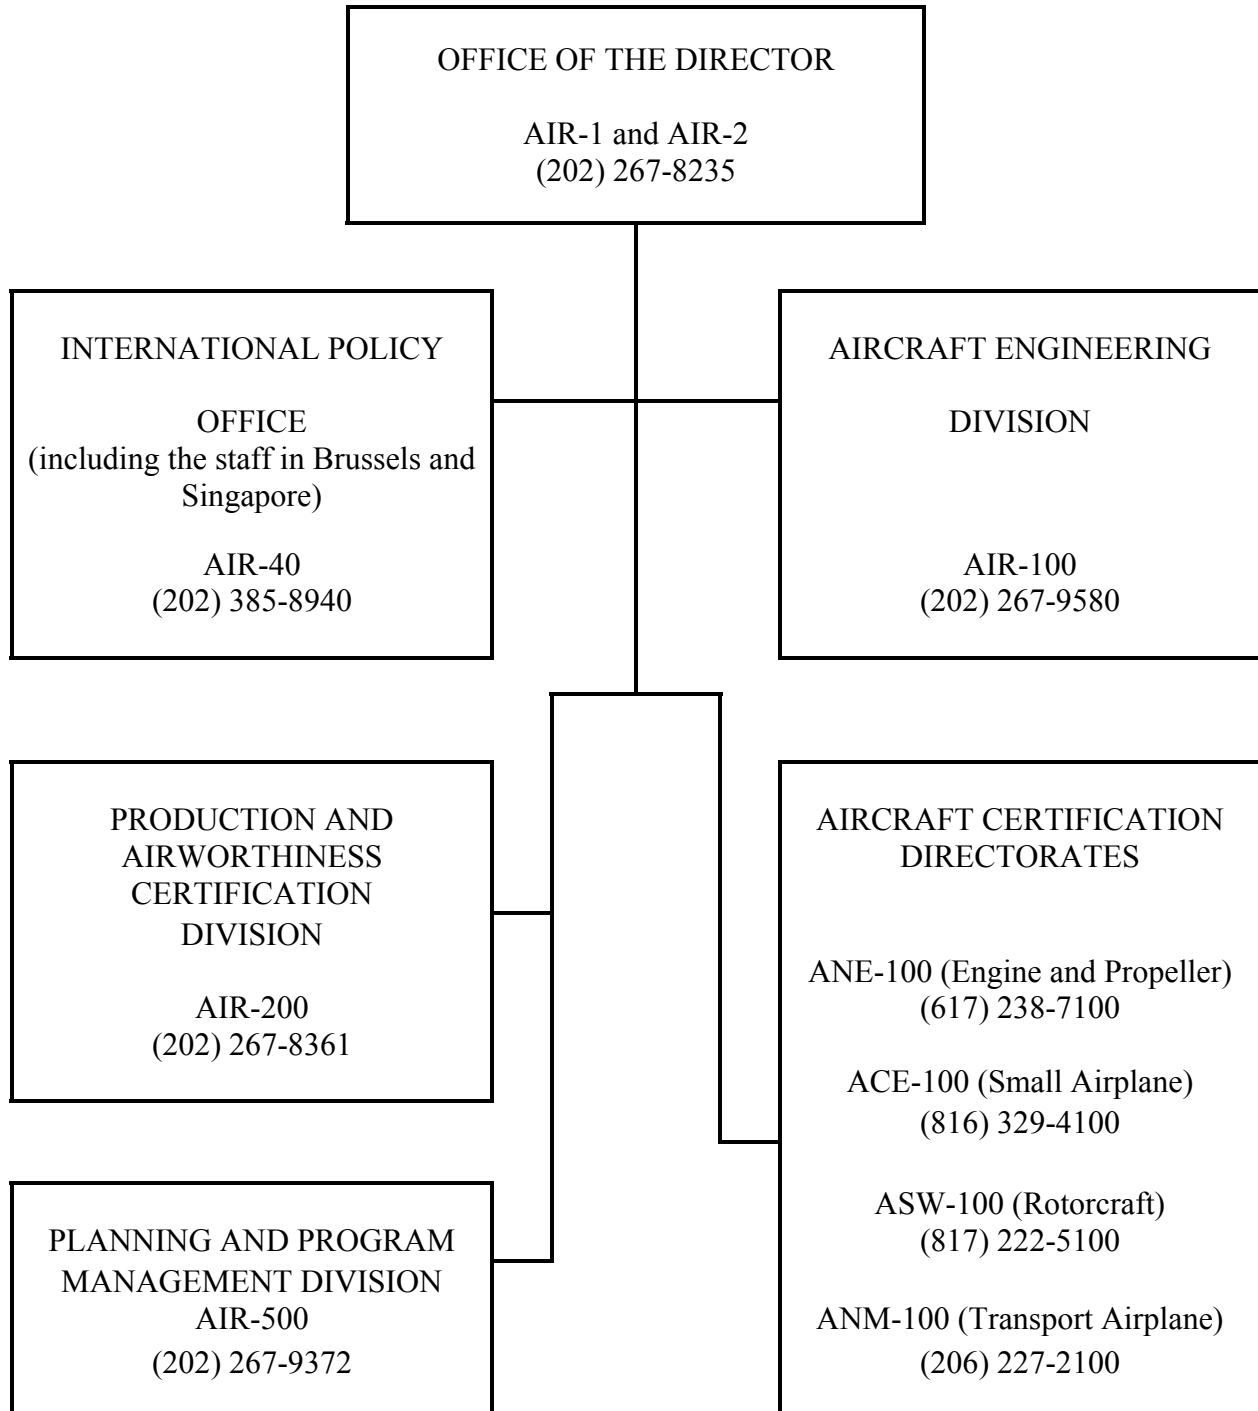 OFFICE OF THE DIRECTOR
AIR-1 and AIR-2
(202) 267-8235
INTERNATIONAL POLICY
OFFICE
(including the staff in Brussels and
Singapore)
AIR-40
(202) 385-8940
AIRCRAFT ENGINEERING
DIVISION
AIR-100
(202) 267-9580
PRODUCTION AND
AIRWORTHINESS
CERTIFICATION
DIVISION
AIR-200
(202) 267-8361
AIRCRAFT CERTIFICATION
DIRECTORATES
ANE-100 (Engine and Propeller)
(617) 238-7100
ACE-100 (Small Airplane)
(816) 329-4100
ASW-100 (Rotorcraft)
(817) 222-5100
ANM-100 (Transport Airplane)
(206) 227-2100
PLANNING AND PROGRAM
MANAGEMENT DIVISION
AIR-500
(202) 267-9372